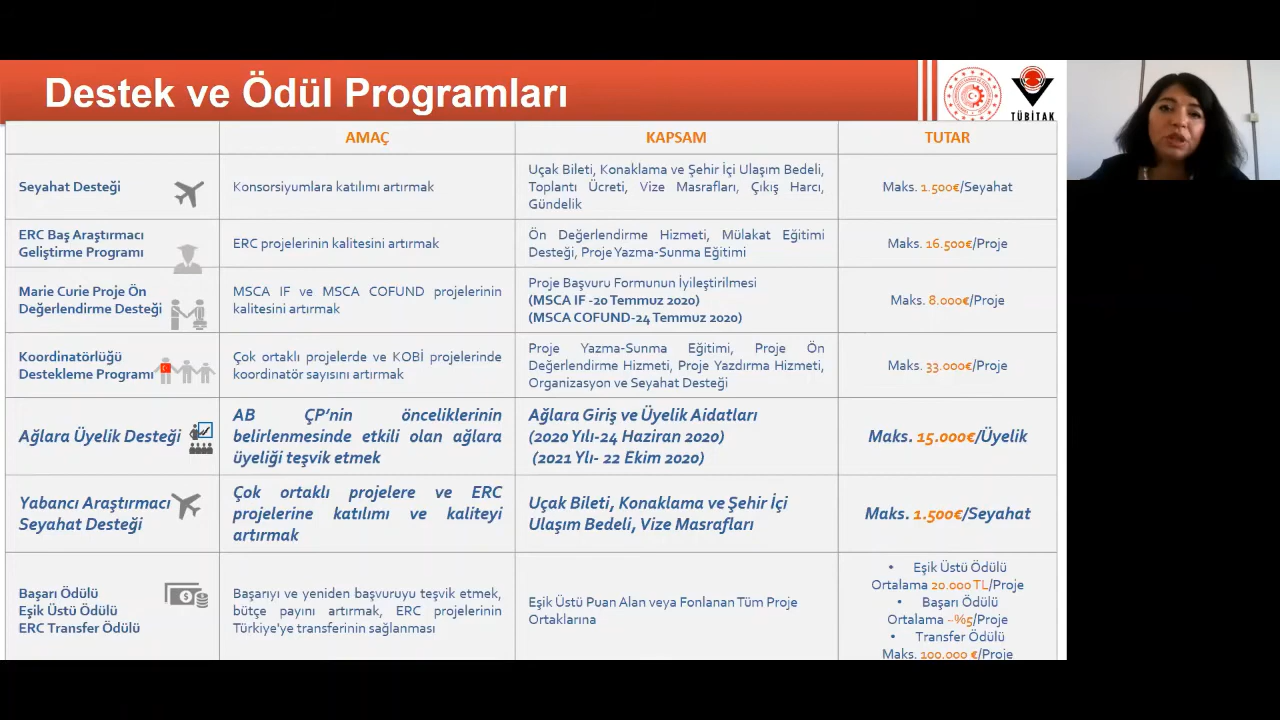 Destek ve Ödül Programları
TÜBİTAK
AMAÇ
KAPSAM
TUTAR
Seyahat Desteği
Konsorsiyumlara katılımı artırmak
Uçak Bileti, Konaklama ve Şehir İçi Ulaşım Bedeli,
Toplantı Ücreti, Vize Masrafları, Çıkış Harcı,
Gündelik
Maks. 1.500€/Seyahat
ERC Baş Araştırmacı
Geliştirme Programı
ERC projelerinin kalitesini artırmak
Ön Değerlendirme Hizmeti, Mülakat Eğitimi
Desteği, Proje Yazma-Sunma Eğitimi
Maks. 16.500€/Proje
Marie Curie Proje Ön
Değerlendirme Desteği
MSCA IF ve MSCA COFUND projelerinin
kalitesini artırmak
Proje Başvuru Formunun İyileştirilmesi
(MSCA IF -20 Temmuz 2020)
(MSCA COFUND-24 Temmuz 2020)
Maks. 8.000€/Proje
Koordinatörlüğü
Destekleme Programı
Çok ortaklı projelerde ve KOBİ projelerinde
koordinatör sayısını artırmak
Proje Yazma-Sunma Eğitimi, Proje Ön
Değerlendirme Hizmeti, Proje Yazdırma Hizmeti,
Organizasyon ve Seyahat Desteği
Maks. 33.000€/Proje
Ağlara Üyelik Desteği
AB ÇP’nin önceliklerinin
belirlenmesinde etkili olan ağlara
üyeliği teşvik etmek
Ağlara Giriş ve Üyelik Aidatları
(2020 Yılı-24 Haziran 2020)
(2021 Ylı- 22 Ekim 2020)
Maks. 15.000€/Üyelik
Yabancı Araştırmacı
Seyahat Desteği
Çok ortaklı projelere ve ERC
projelerine katılımı ve kaliteyi
artırmak
Uçak Bileti, Konaklama ve Şehir İçi
Ulaşım Bedeli, Vize Masrafları
Maks. 1.500€/Seyahat
Başarı Ödülü
Eşik Üstü Ödülü
ERC Transfer Ödülü
Başarıyı ve yeniden başvuruyu teşvik etmek,
bütçe payını artırmak, ERC projelerinin
Türkiye'ye transferinin sağlanması
Eşik Üstü Puan Alan veya Fonlanan Tüm Proje
Ortaklarına
• Eşik Üstü Ödülü
Ortalama 20.000 TL/Proje
• Başarı Ödülü
Ortalama ~%5/Proje
• Transfer Ödülü
Maks. 100.000 €/Proje